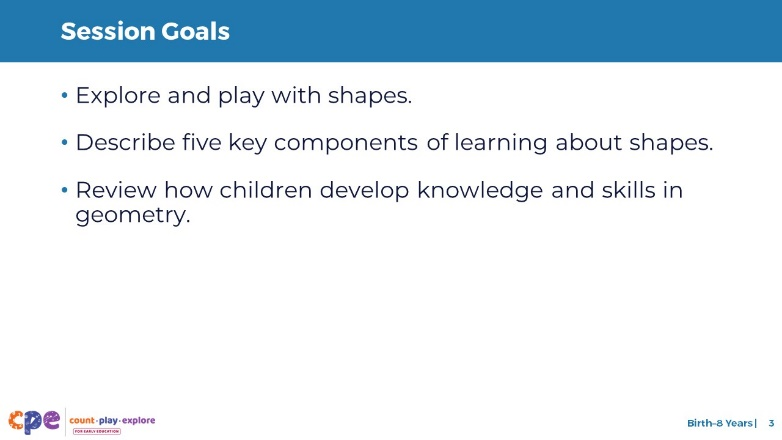 Session Goals
• Explore and play with shapes.
• Describe five key components of learning about shapes.
• Review how children develop knowledge and skills in
geometry.
cpe
count·play·explore
FOR EARLY EDUCATION
Birth–8 Years | 3